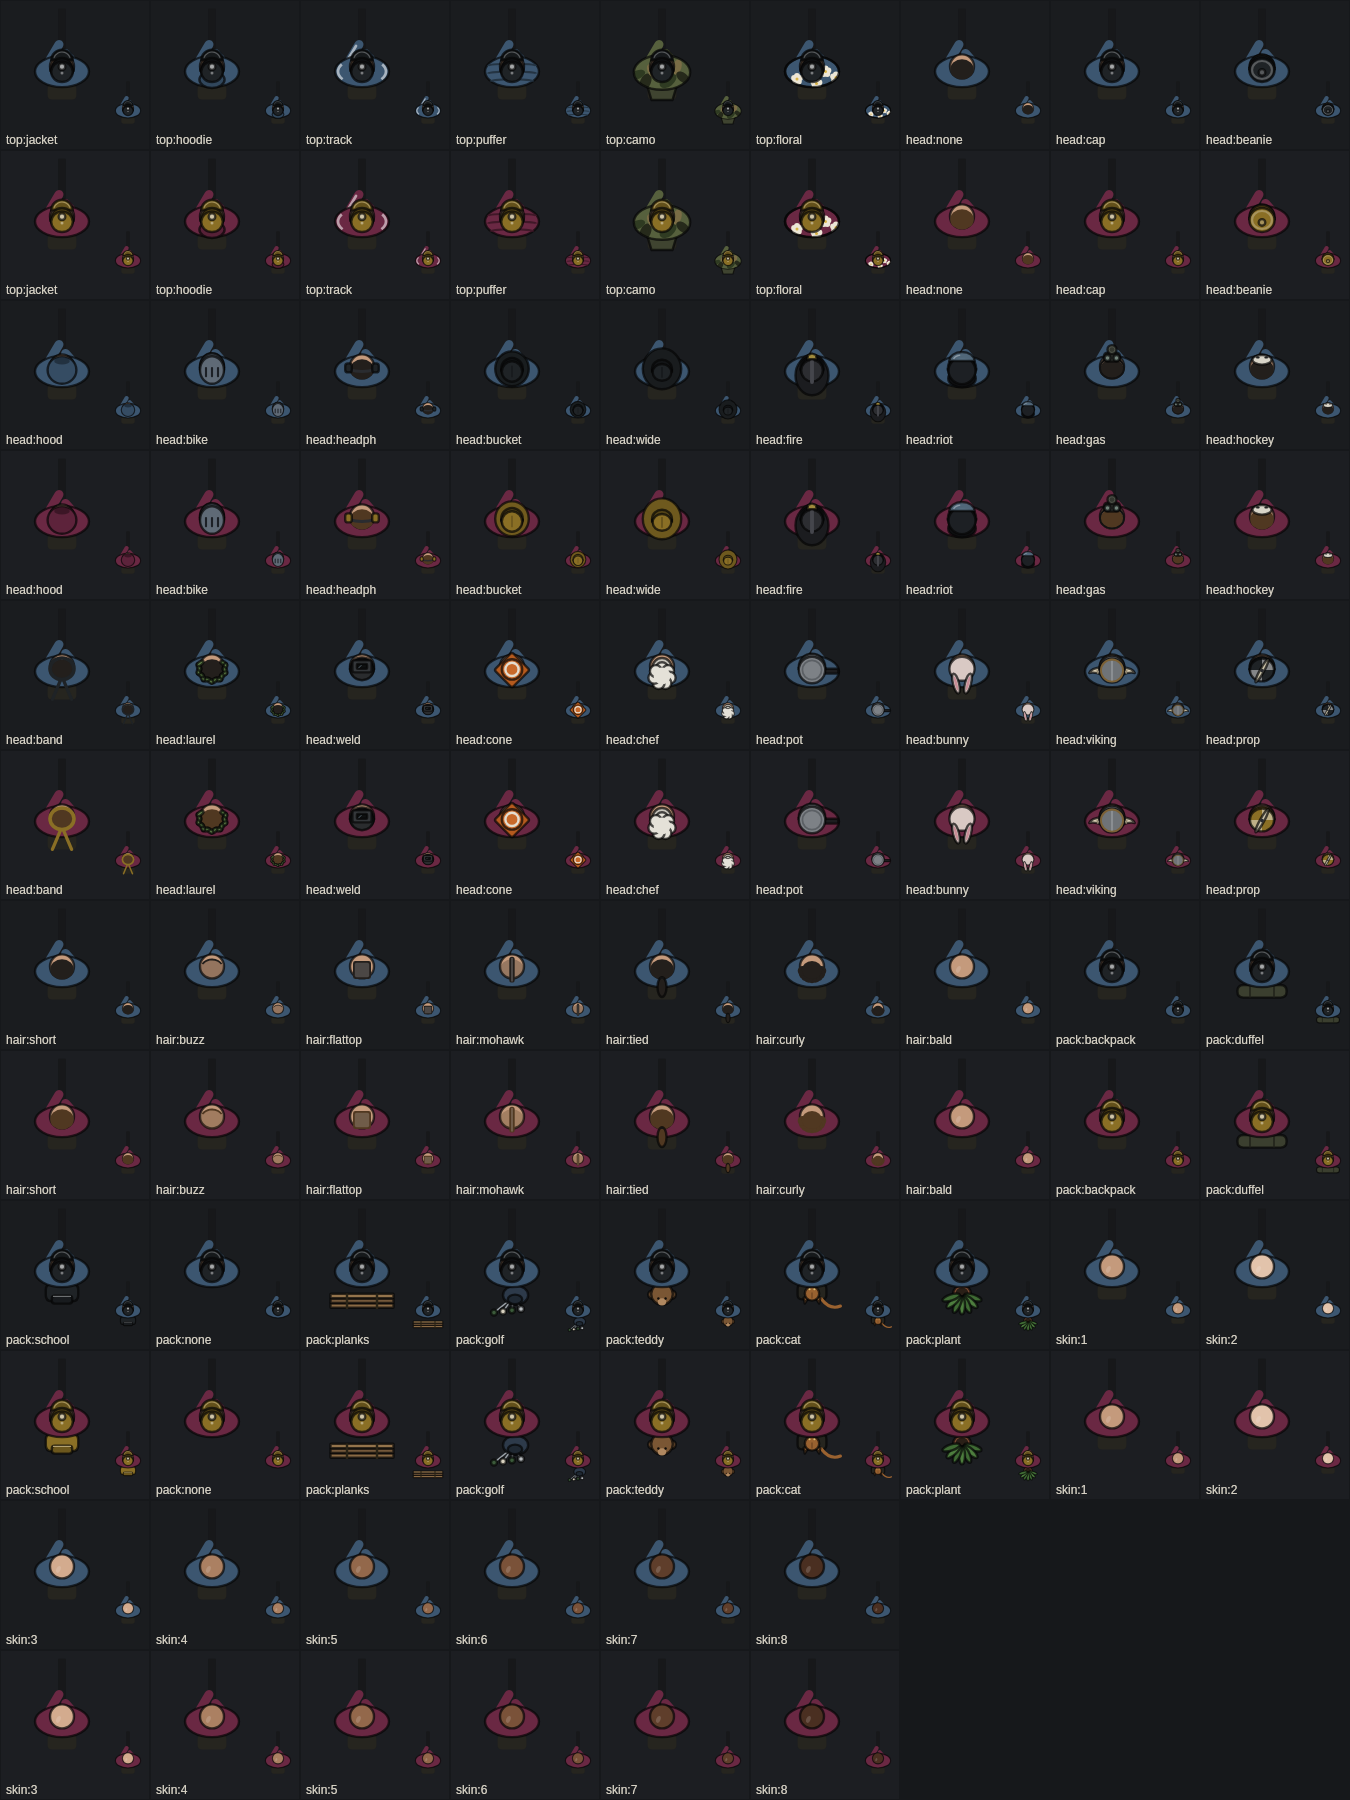 top:jacket top:hoodie top:track top:puffer top:camo top:floral head:none head:cap head:beanie
top:jacket top:hoodie top:track top:puffer top:camo top:floral head:none head:cap head:beanie
head:hood head:bike head:headph head:bucket head:wide head:fire head:riot head:gas head:hockey
head:hood head:bike head:headph head:bucket head:wide head:fire head:riot head:gas head:hockey
head:band head:laurel head:weld head:cone head:chef head:pot head:bunny head:viking head:prop
head:band head:laurel head:weld head:cone head:chef head:pot head:bunny head:viking head:prop
hair:short hair:buzz hair:flattop hair:mohawk hair:tied hair:curly hair:bald pack:backpack pack:duffel
hair:short hair:buzz hair:flattop hair:mohawk hair:tied hair:curly hair:bald pack:backpack pack:duffel
pack:school pack:none pack:planks pack:golf pack:teddy pack:cat pack:plant skin:1 skin:2
pack:school pack:none pack:planks pack:golf pack:teddy pack:cat pack:plant skin:1 skin:2
skin:3 skin:4 skin:5 skin:6 skin:7 skin:8
skin:3 skin:4 skin:5 skin:6 skin:7 skin:8